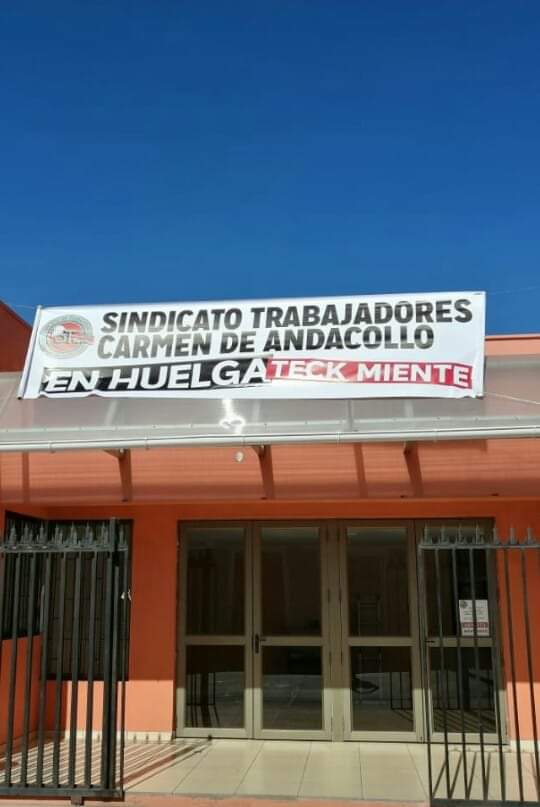 SINDICATO TRABAJADORES
CARMEN DE ANDACOLLO
EN HUELGA TECK MIENTE